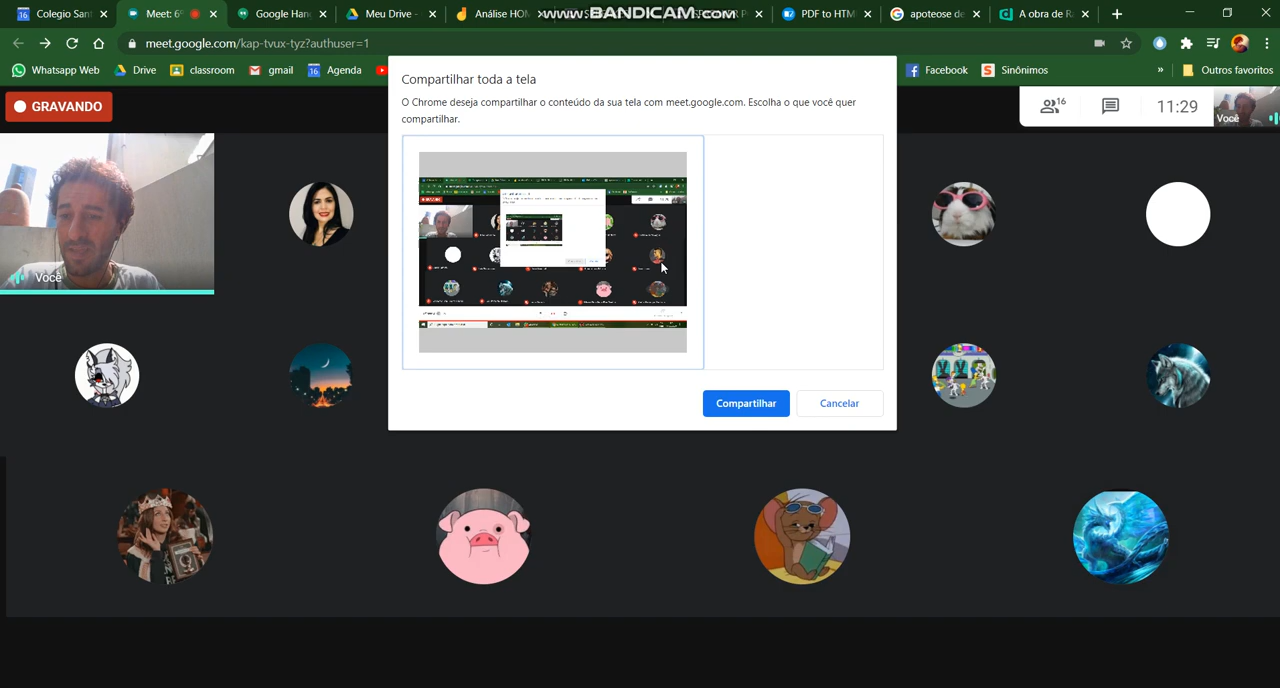 Colegio Sant
Meet: 6º
Google Han
Meu Drive -
Análise HOM
www.BANDICAM.com
PDF to HTM
apoteose de
A obra de R
meet.google.com/kap-tvux-tyz?authuser=1
Whatsapp Web
Drive
classroom
gmail
16
Agenda
Facebook
Sinônimos
»
Outros favoritos
GRAVANDO
16
11:29
Você
Você
Compartilhar toda a tela
O Chrome deseja compartilhar o conteúdo da sua tela com meet.google.com. Escolha o que você quer
compartilhar.
Compartilhar
Cancelar